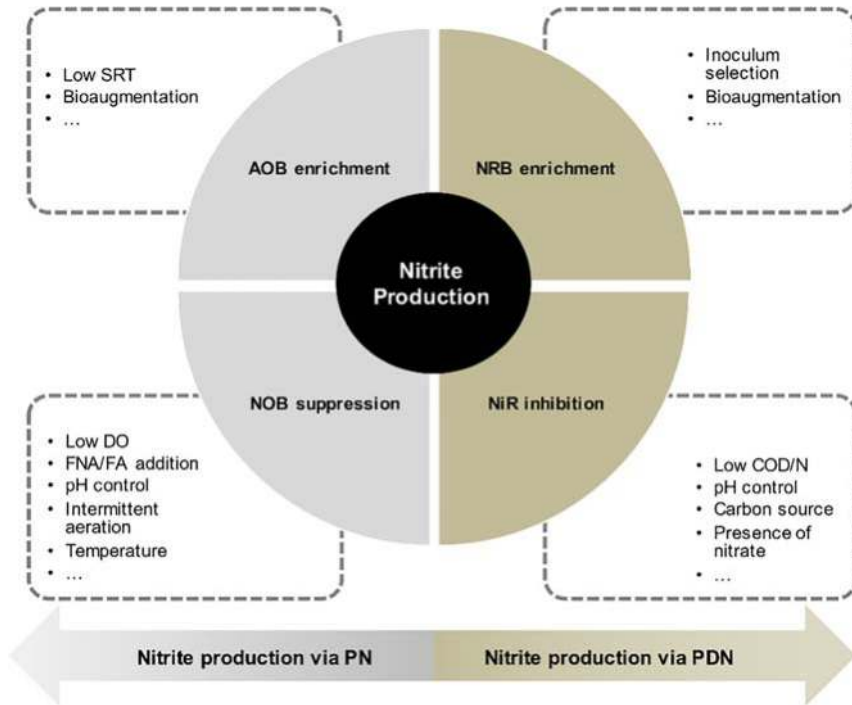 • Low SRT
• Bioaugmentation
• …
• Inoculum
selection
• Bioaugmentation
• …
AOB enrichment
NRB enrichment
Nitrite
Production
NOB suppression
NiR inhibition
• Low DO
• FNA/FA addition
• pH control
• Intermittent
aeration
• Temperature
• …
• Low COD/N
• pH control
• Carbon source
• Presence of
nitrate
• …
Nitrite production via PN
Nitrite production via PDN